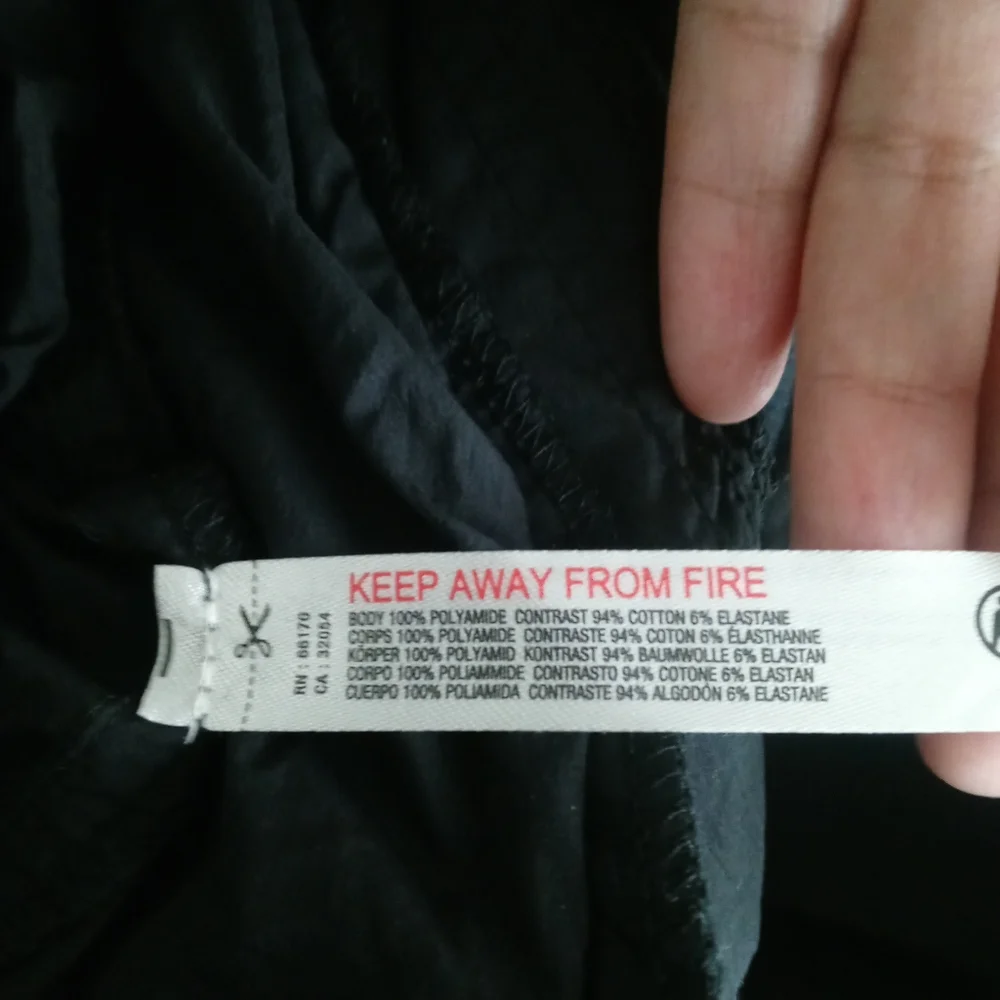 KEEP AWAY FROM FIRE
BODY 100% POLYAMIDE CONTRAST 94% COTTON 6% ELASTANE
CORPS 100% POLYAMIDE CONTRASTE 94% COTON 6% ÉLASTHANNE
KÖRPER 100% POLYAMID KONTRAST 94% BAUMWOLLE 6% ELASTAN
CORPO 100% POLIAMMIDE CONTRASTO 94% COTONE 6% ELASTAN
CUERPO 100% POLIAMIDA CONTRASTE 94% ALGODÓN 6% ELASTANE
RN : 66170
CA : 32054